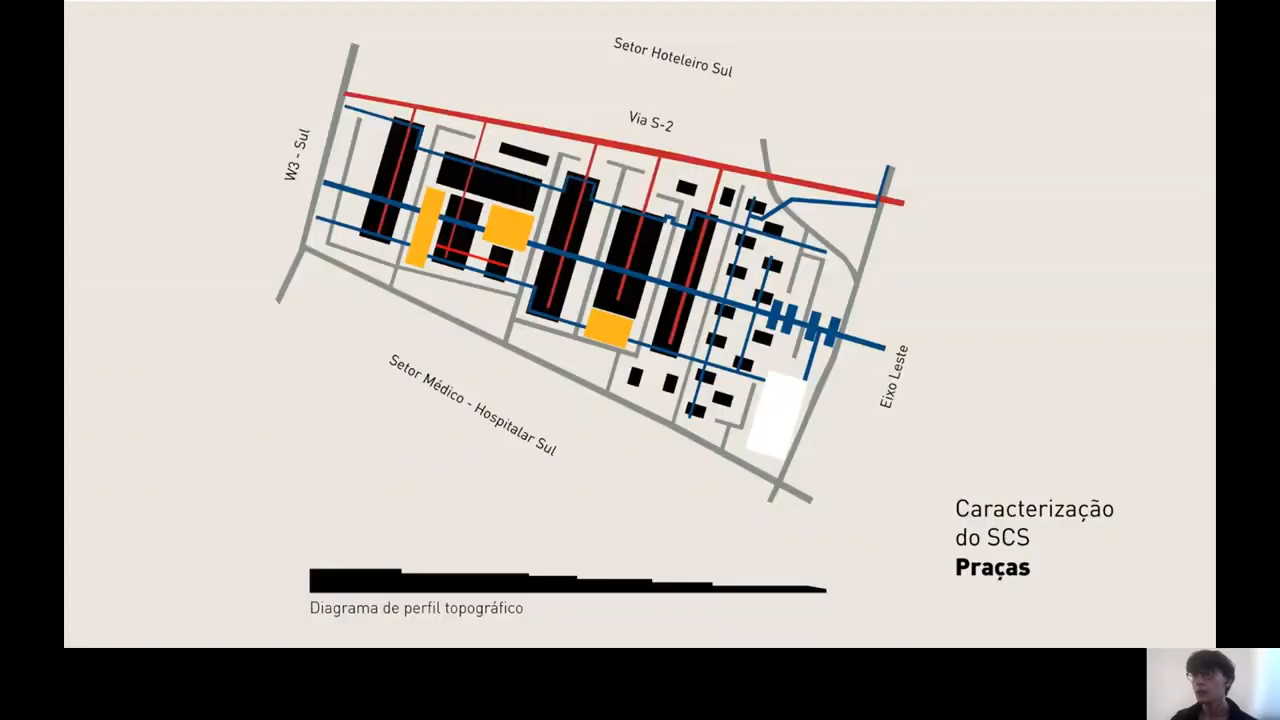 Setor Hoteleiro Sul
Via S-2
W3 - Sul
Eixo Leste
Setor Médico - Hospitalar Sul
Caracterização
do SCS
Praças
Diagrama de perfil topográfico